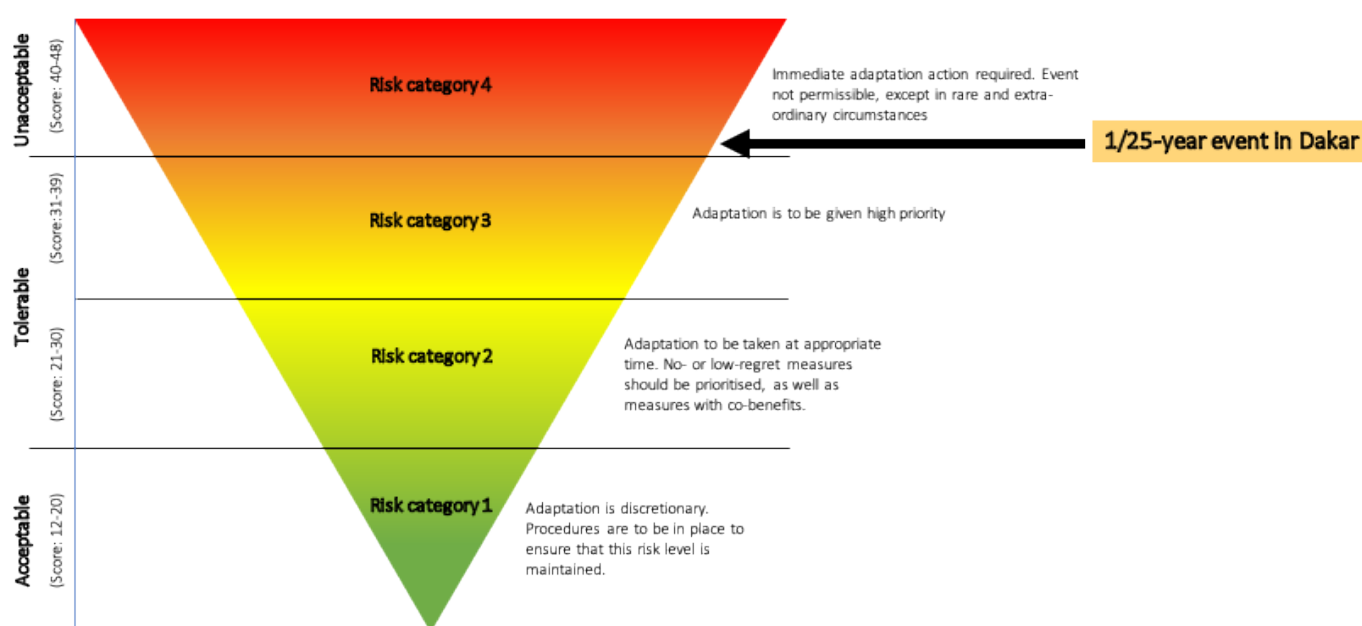 Unacceptable
(Score: 40-48)
Risk category 4
Immediate adaptation action required. Event
not permissible, except in rare and extra-
ordinary circumstances
1/25-year event in Dakar
Tolerable
(Score:31-39)
Risk category 3
Adaptation is to be given high priority
(Score: 21-30)
Risk category 2
Adaptation to be taken at appropriate
time. No- or low-regret measures
should be prioritised, as well as
measures with co-benefits.
Acceptable
(Score: 12-20)
Risk category 1
Adaptation is discretionary.
Procedures are to be in place to
ensure that this risk level is
maintained.